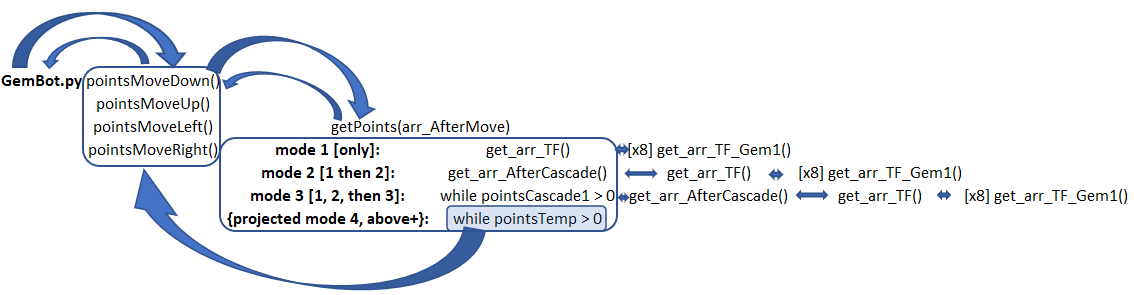 GemBot.py pointsMoveDown()
pointsMoveUp()
pointsMoveLeft()
pointsMoveRight()
getPoints(arr_AfterMove)
mode 1 [only]: get_arr_TF() [x8] get_arr_TF_Gem1()
mode 2 [1 then 2]: get_arr_AfterCascade() get_arr_TF() [x8] get_arr_TF_Gem1()
mode 3 [1, 2, then 3]: while pointsCascade1 > 0 get_arr_AfterCascade() get_arr_TF() [x8] get_arr_TF_Gem1()
{projected mode 4, above+}: while pointsTemp > 0